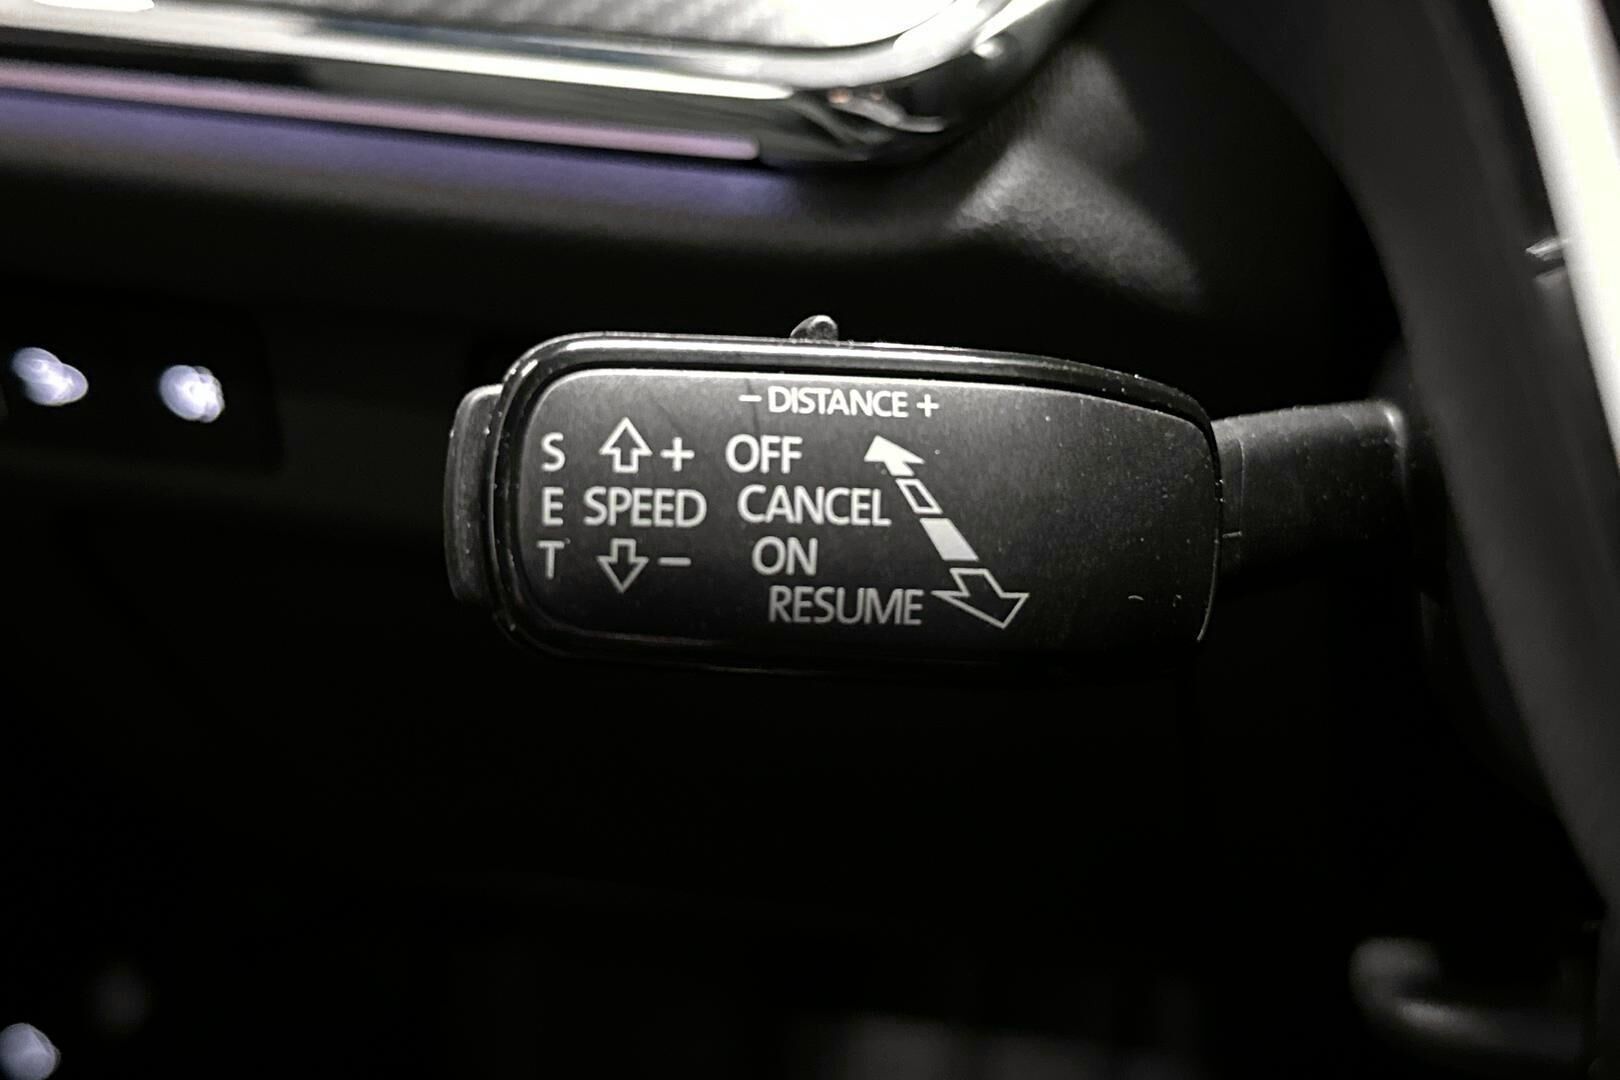 − DISTANCE +
S + OFF
E SPEED CANCEL
T − ON
RESUME